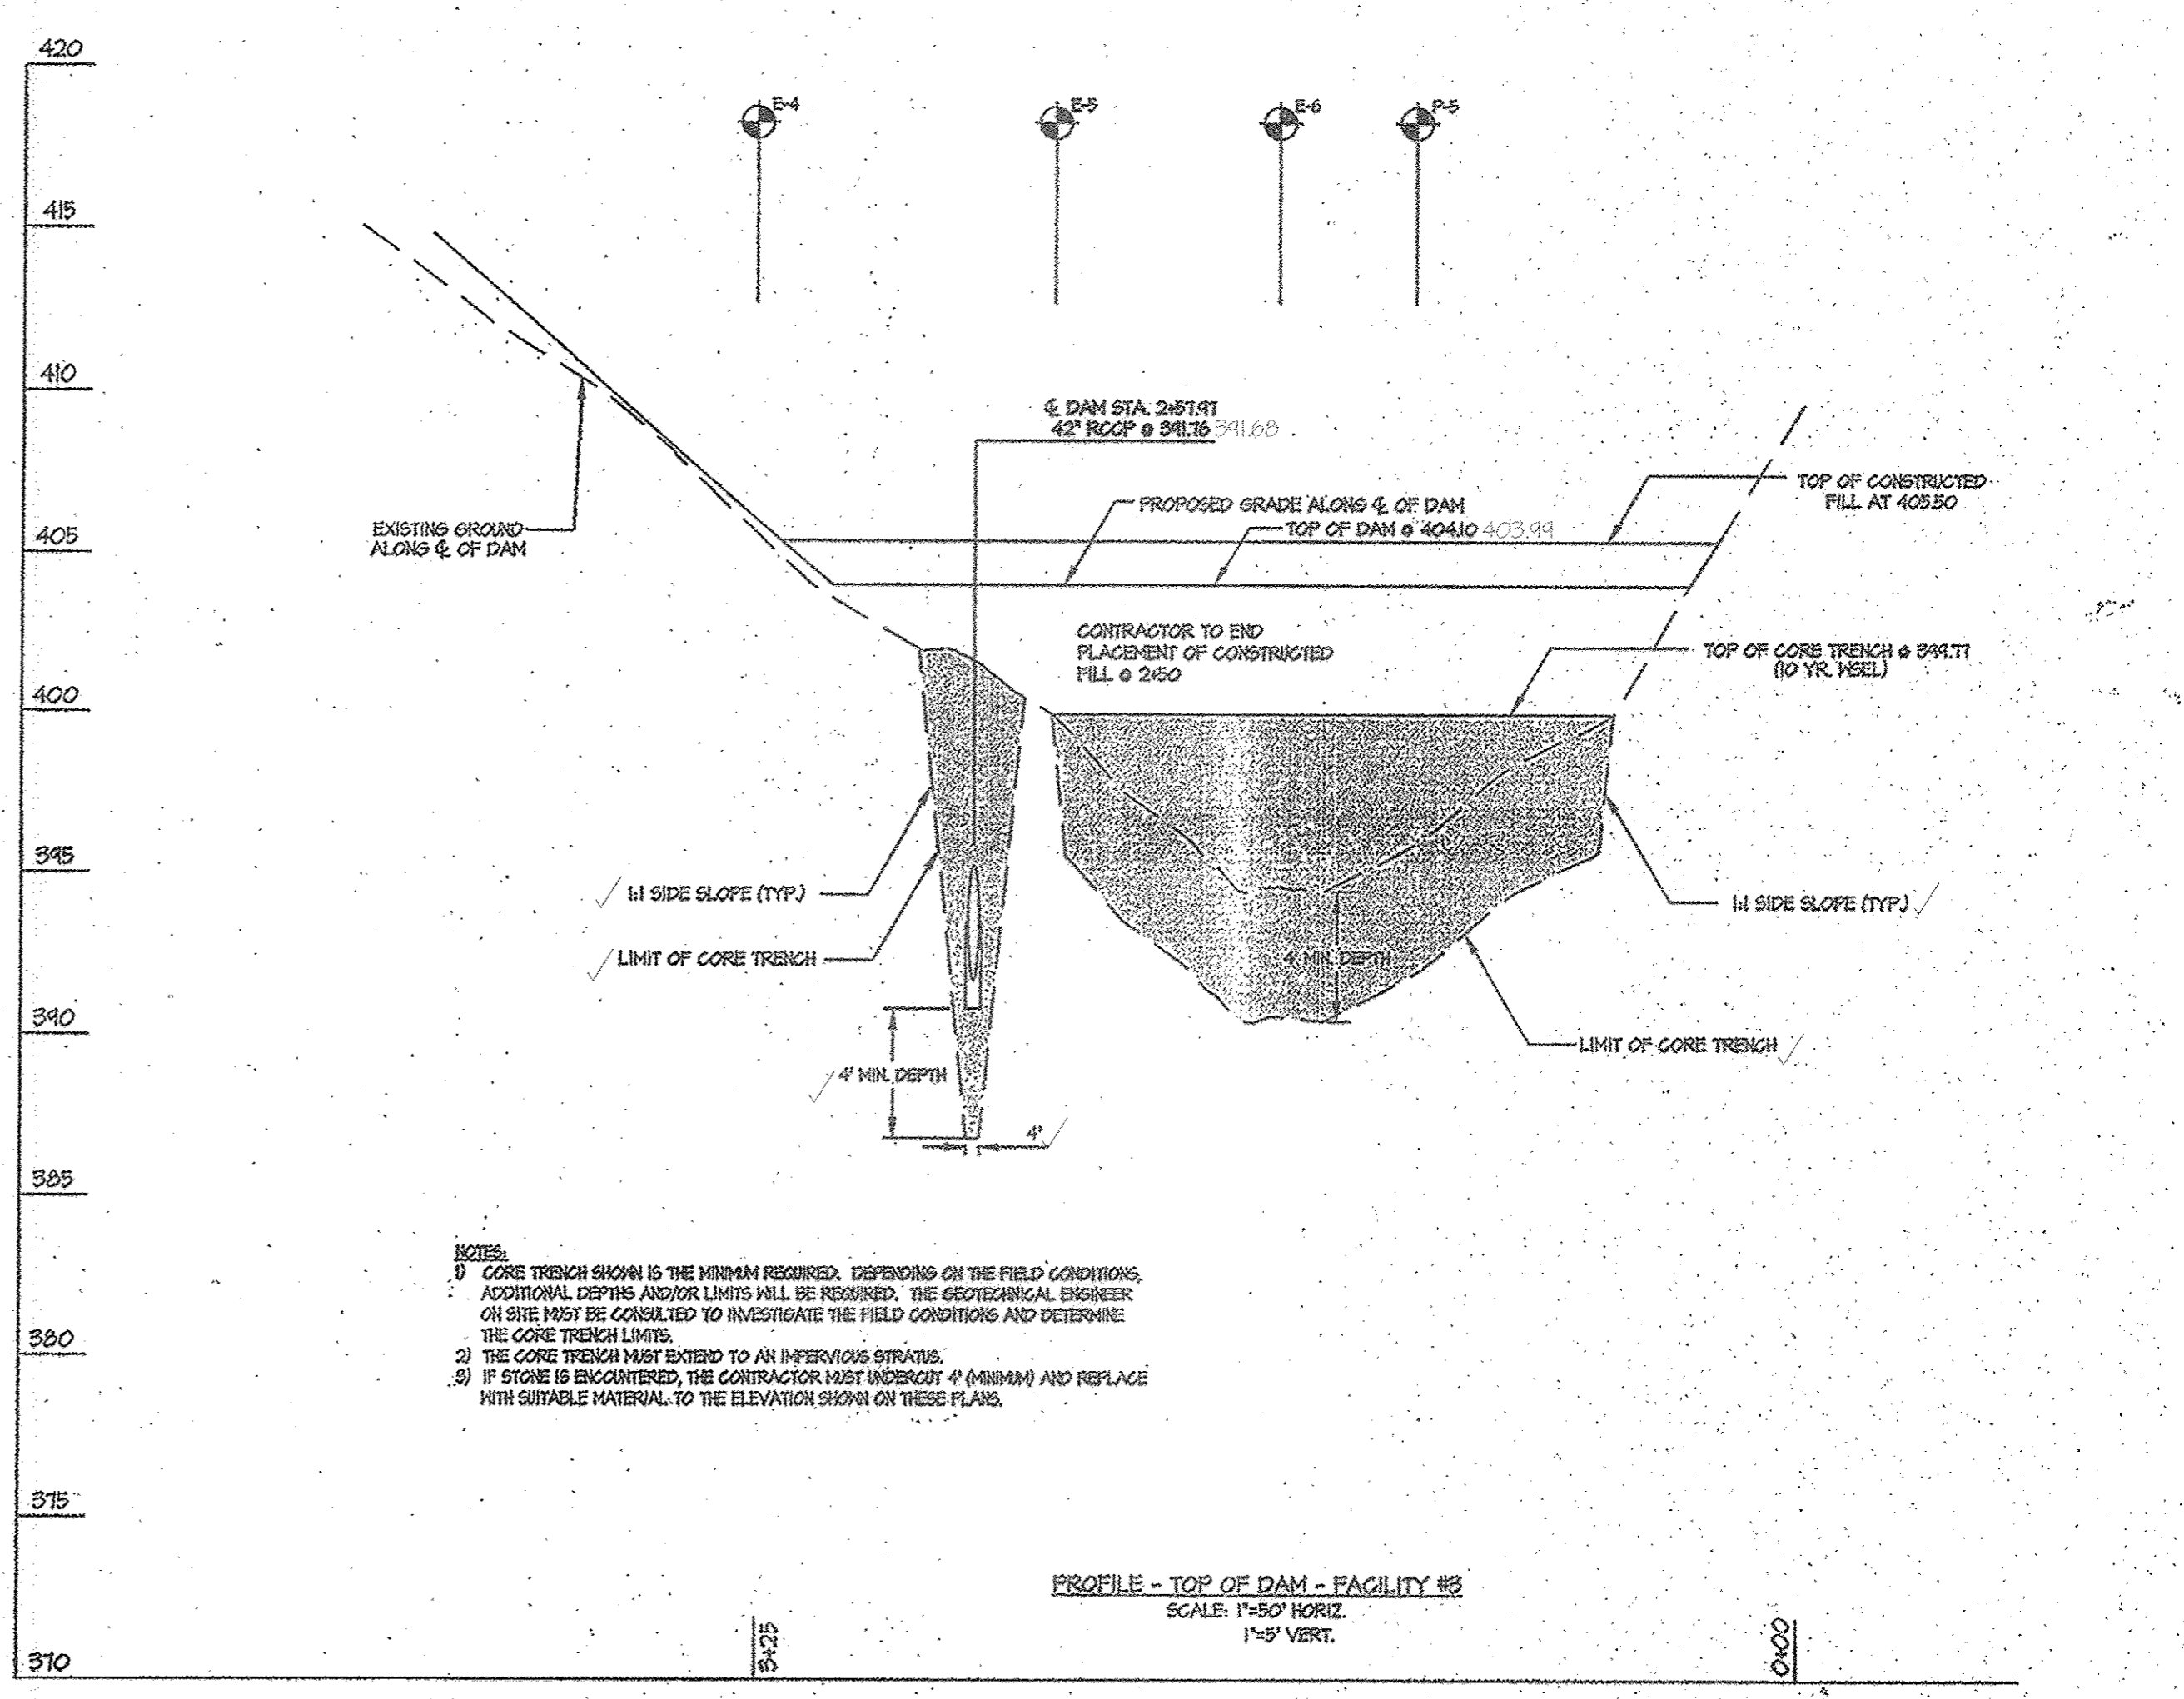 420
415
410
405
400
395
390
385
380
375
370
E-4
E-5
E-6
P-5
℄ DAM STA. 2+57.97
42" RCCP @ 391.76 391.68
PROPOSED GRADE ALONG ℄ OF DAM
TOP OF DAM @ 404.10 403.99
TOP OF CONSTRUCTED
FILL AT 405.50
EXISTING GROUND
ALONG ℄ OF DAM
CONTRACTOR TO END
PLACEMENT OF CONSTRUCTED
FILL @ 2+50
TOP OF CORE TRENCH @ 399.77
(10 YR. WSEL)
√ 1:1 SIDE SLOPE (TYP.)
1:1 SIDE SLOPE (TYP.) √
√ LIMIT OF CORE TRENCH
4' MIN. DEPTH
LIMIT OF CORE TRENCH √
√ 4' MIN. DEPTH
4' √
NOTES:
1) CORE TRENCH SHOWN IS THE MINIMUM REQUIRED. DEPENDING ON THE FIELD CONDITIONS,
ADDITIONAL DEPTHS AND/OR LIMITS WILL BE REQUIRED. THE GEOTECHNICAL ENGINEER
ON SITE MUST BE CONSULTED TO INVESTIGATE THE FIELD CONDITIONS AND DETERMINE
THE CORE TRENCH LIMITS.
2) THE CORE TRENCH MUST EXTEND TO AN IMPERVIOUS STRATUS.
3) IF STONE IS ENCOUNTERED, THE CONTRACTOR MUST UNDERCUT 4' (MINIMUM) AND REPLACE
WITH SUITABLE MATERIAL TO THE ELEVATION SHOWN ON THESE PLANS.
PROFILE - TOP OF DAM - FACILITY #3
SCALE: 1"=50' HORIZ.
1"=5' VERT.
3+25
0+00